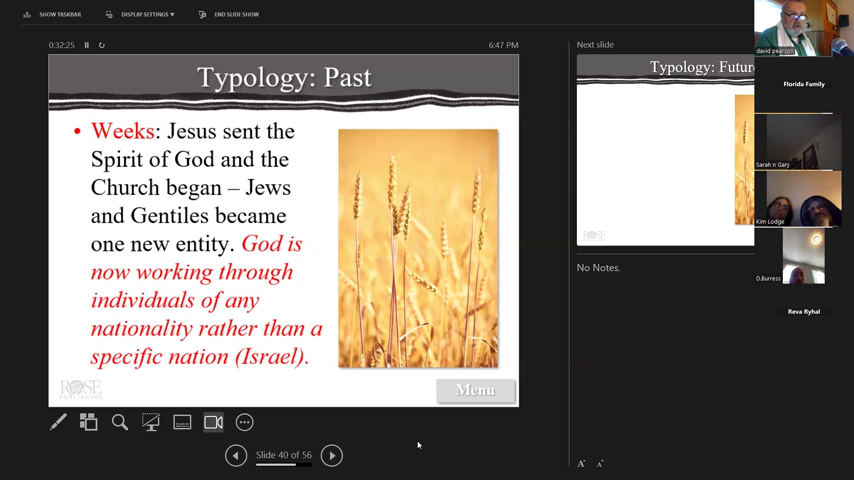 SHOW TASKBAR
DISPLAY SETTINGS
END SLIDE SHOW
0:32:25
6:47 PM
Typology: Past
• Weeks: Jesus sent the
Spirit of God and the
Church began – Jews
and Gentiles became
one new entity. God is
now working through
individuals of any
nationality rather than a
specific nation (Israel).
ROSE
PUBLISHING
Menu
Slide 40 of 56
Next slide
Typology: Futur
ROSE
No Notes.
A
A
david pearson
Florida Family
Sarah n Gary
Kim Lodge
D.Burress
Reva Ryhal